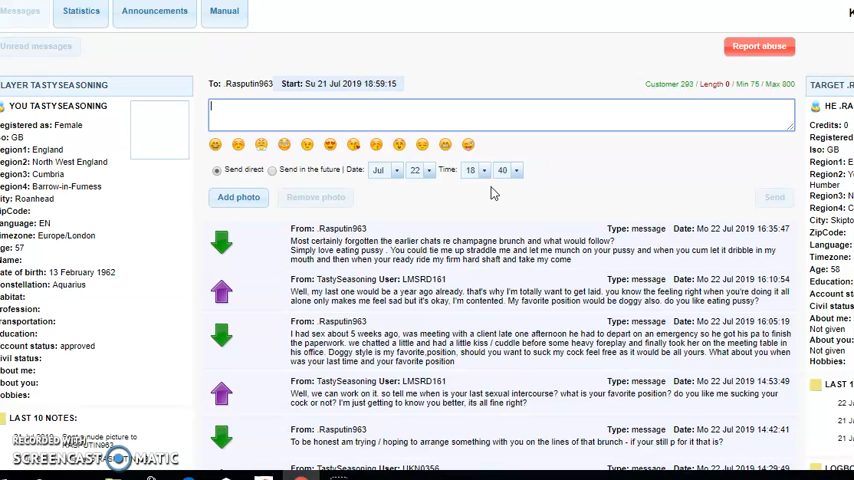 Messages Statistics Announcements Manual
Unread messages Report abuse
LAYER TASTYSEASONING
YOU TASTYSEASONING
egistered as: Female
so: GB
egion1: England
egion2: North West England
egion3: Cumbria
egion4: Barrow-in-Furness
ity: Roanhead
ipCode:
anguage: EN
imezone: Europe/London
ge: 57
ame:
ate of birth: 13 February 1962
onstellation: Aquarius
abitat:
rofession:
ransportation:
ducation:
ccount status: approved
ivil status:
bout me:
bout you:
obbies:
LAST 10 NOTES:
RECORDED WITH
SCREENCAST MATIC
To: .Rasputin963 Start: Su 21 Jul 2019 18:59:15 Customer 293 / Length 0 / Min 75 / Max 800
Send direct Send in the future | Date: Jul 22 Time: 18 40
Add photo Remove photo Send
From: .Rasputin963 Type: message Date: Mo 22 Jul 2019 16:35:47
Most certainly forgotten the earlier chats re champagne brunch and what would follow?
Simply love eating pussy . You could tie me up straddle me and let me munch on your pussy and when you cum let it dribble in my
mouth and then when your ready ride my firm hard shaft and take my come
From: TastySeasoning User: LMSRD161 Type: message Date: Mo 22 Jul 2019 16:10:54
Well, my last one would be a year ago already. that's why I'm totally want to get laid. you know the feeling right when you're doing it all
alone only makes me feel sad but it's okay, I'm contented. My favorite position would be doggy also. do you like eating pussy?
From: .Rasputin963 Type: message Date: Mo 22 Jul 2019 16:05:19
I had sex about 5 weeks ago, was meeting with a client late one afternoon he had to depart on an emergency so he got his pa to finish
the paperwork. we chatted a little and had a little kiss / cuddle before some heavy foreplay and finally took her on the meeting table in
his office. Doggy style is my favorite,position, should you want to suck my cock feel free as it would be all yours. What about you when
was your last time and your favorite position
From: TastySeasoning User: LMSRD161 Type: message Date: Mo 22 Jul 2019 14:53:49
Well, we can work on it. so tell me when is your last sexual intercourse? what is your favorite position? do you like me sucking your
cock or not? I'm just getting to know you better, its all fine right?
From: .Rasputin963 Type: message Date: Mo 22 Jul 2019 14:42:41
To be honest am trying / hoping to arrange something with you on the lines of that brunch - if your still p for it that is?
From: TastySeasoning User: UKN0356 Type: message Date: Mo 22 Jul 2019 14:29:49
TARGET .R
HE .RA
Credits: 0
Iso: GB
Region1: E
Region2: Y
Humber
Region3: N
Region4: C
City: Skipto
ZipCode:
Language:
Timezone:
Age: 58
Education:
Account st
Civil status
About me:
Not given
About you:
Not given
Hobbies:
LAST 1
22 J
21 J
21 J
LOGBO